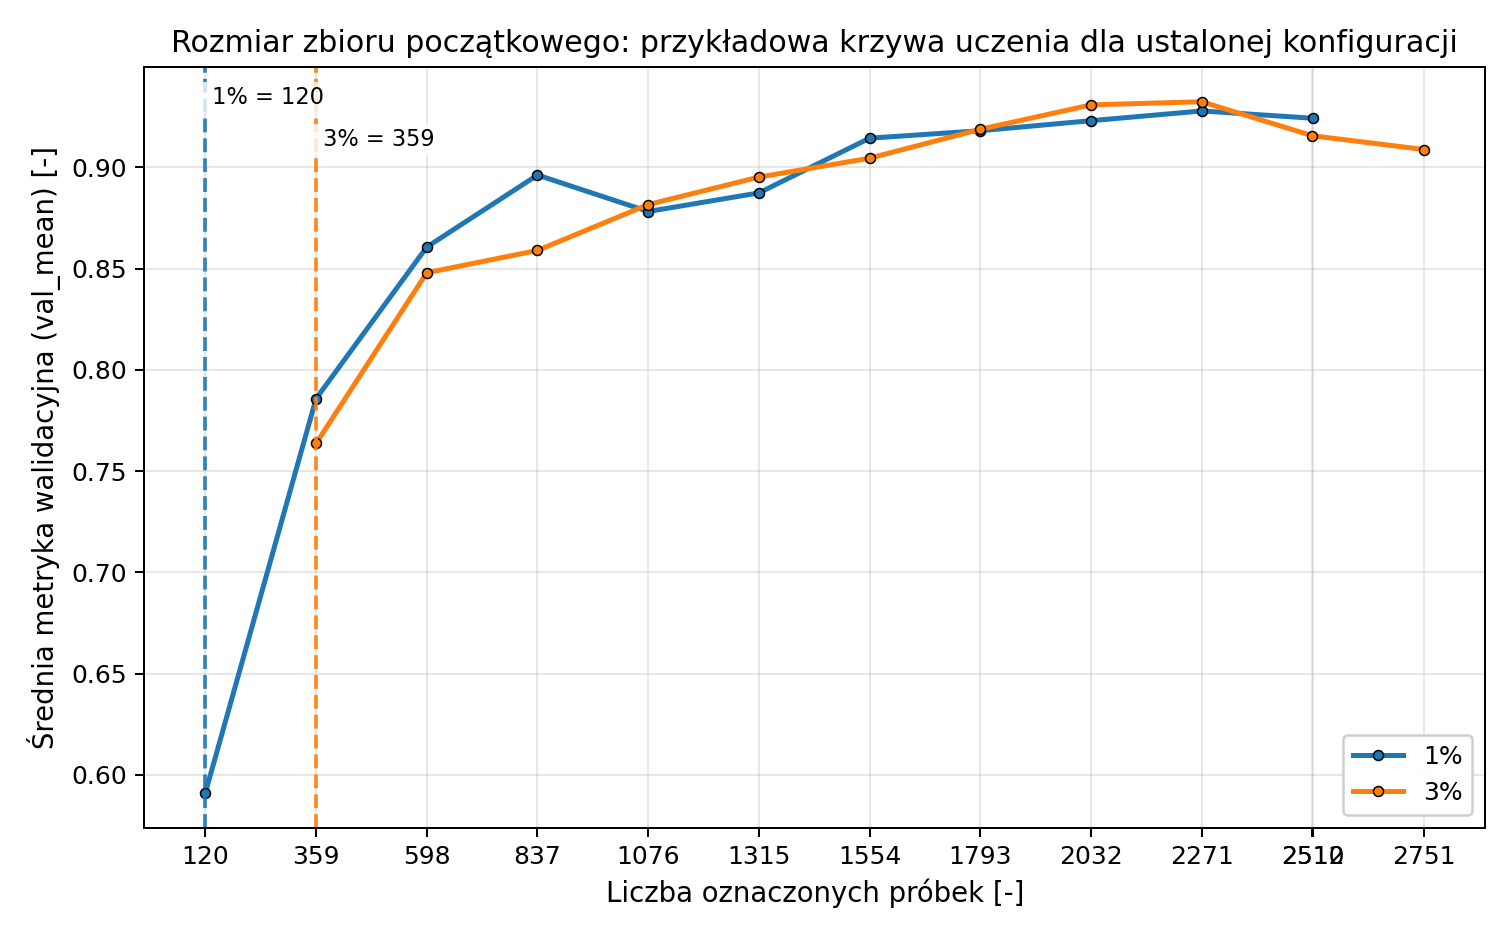 Rozmiar zbioru początkowego: przykładowa krzywa uczenia dla ustalonej konfiguracji
1% = 120
3% = 359
Średnia metryka walidacyjna (val_mean) [-]
0.90
0.85
0.80
0.75
0.70
0.65
0.60
1%
3%
120 359 598 837 1076 1315 1554 1793 2032 2271 2751
Liczba oznaczonych próbek [-]